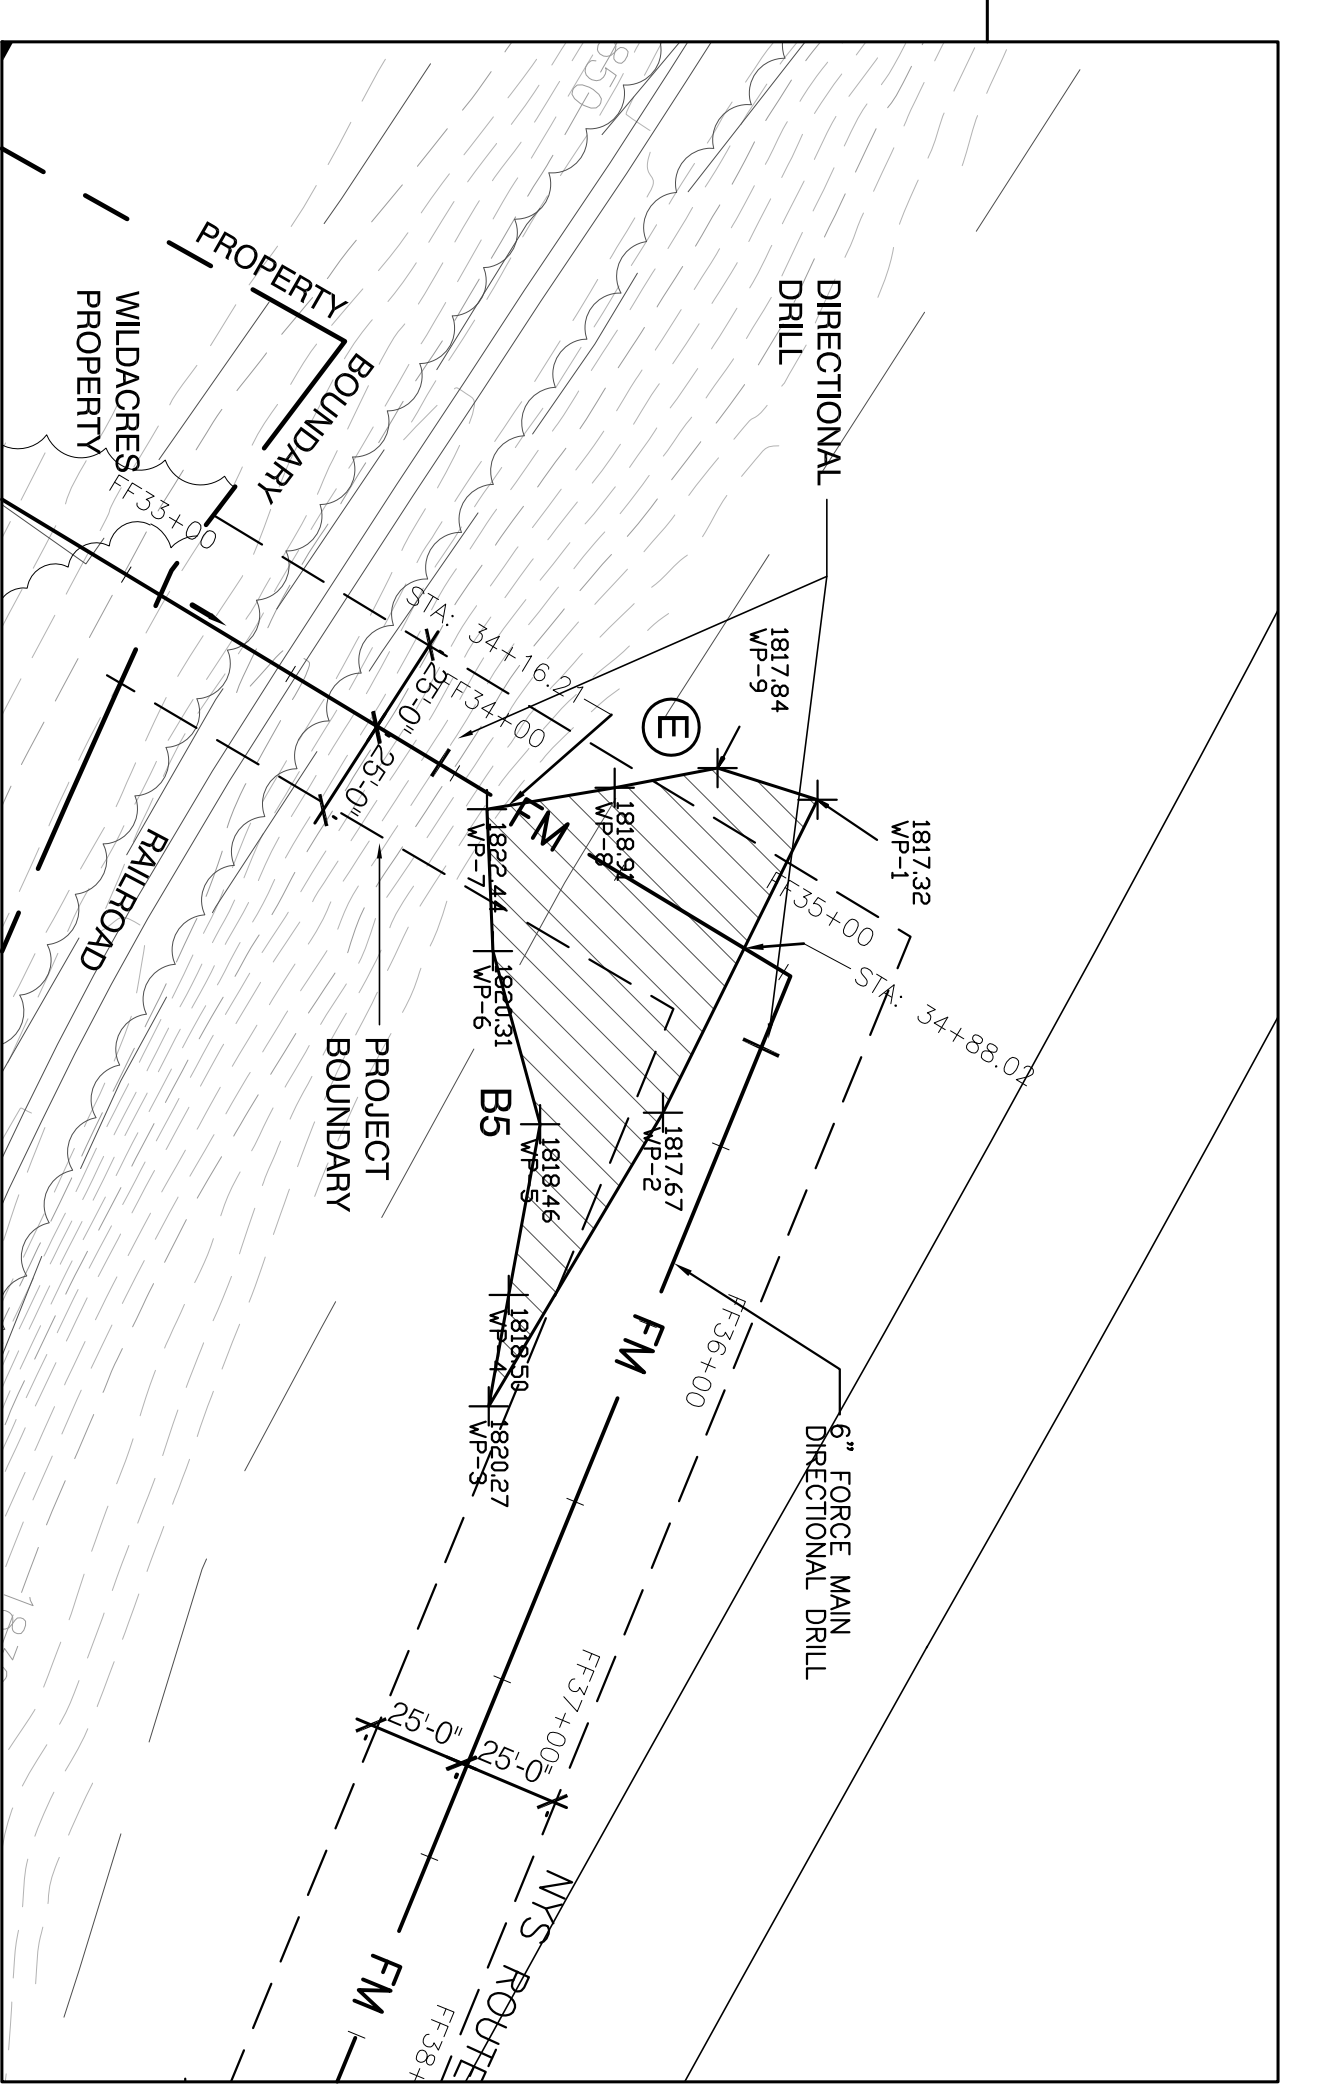 850
PROPERTY
BOUNDARY
WILDACRES
PROPERTY
FF33+00
DIRECTIONAL
DRILL
STA: 34+16.21
FF34+00
25'-0"
25'-0"
1817.84
WP-9
E
1817.32
WP-1
1818.91
WP-8
FM
1822.44
WP-7
FF35+00
STA: 34+88.02
RAILROAD
1820.31
WP-6
PROJECT
BOUNDARY
B5
1818.46
WP-5
1817.67
WP-2
1818.50
WP-4
1820.27
WP-3
FM
FF36+00
6" FORCE MAIN
DIRECTIONAL DRILL
FF37+00
25'-0"
25'-0"
NYS ROUTE
FM
FF38+